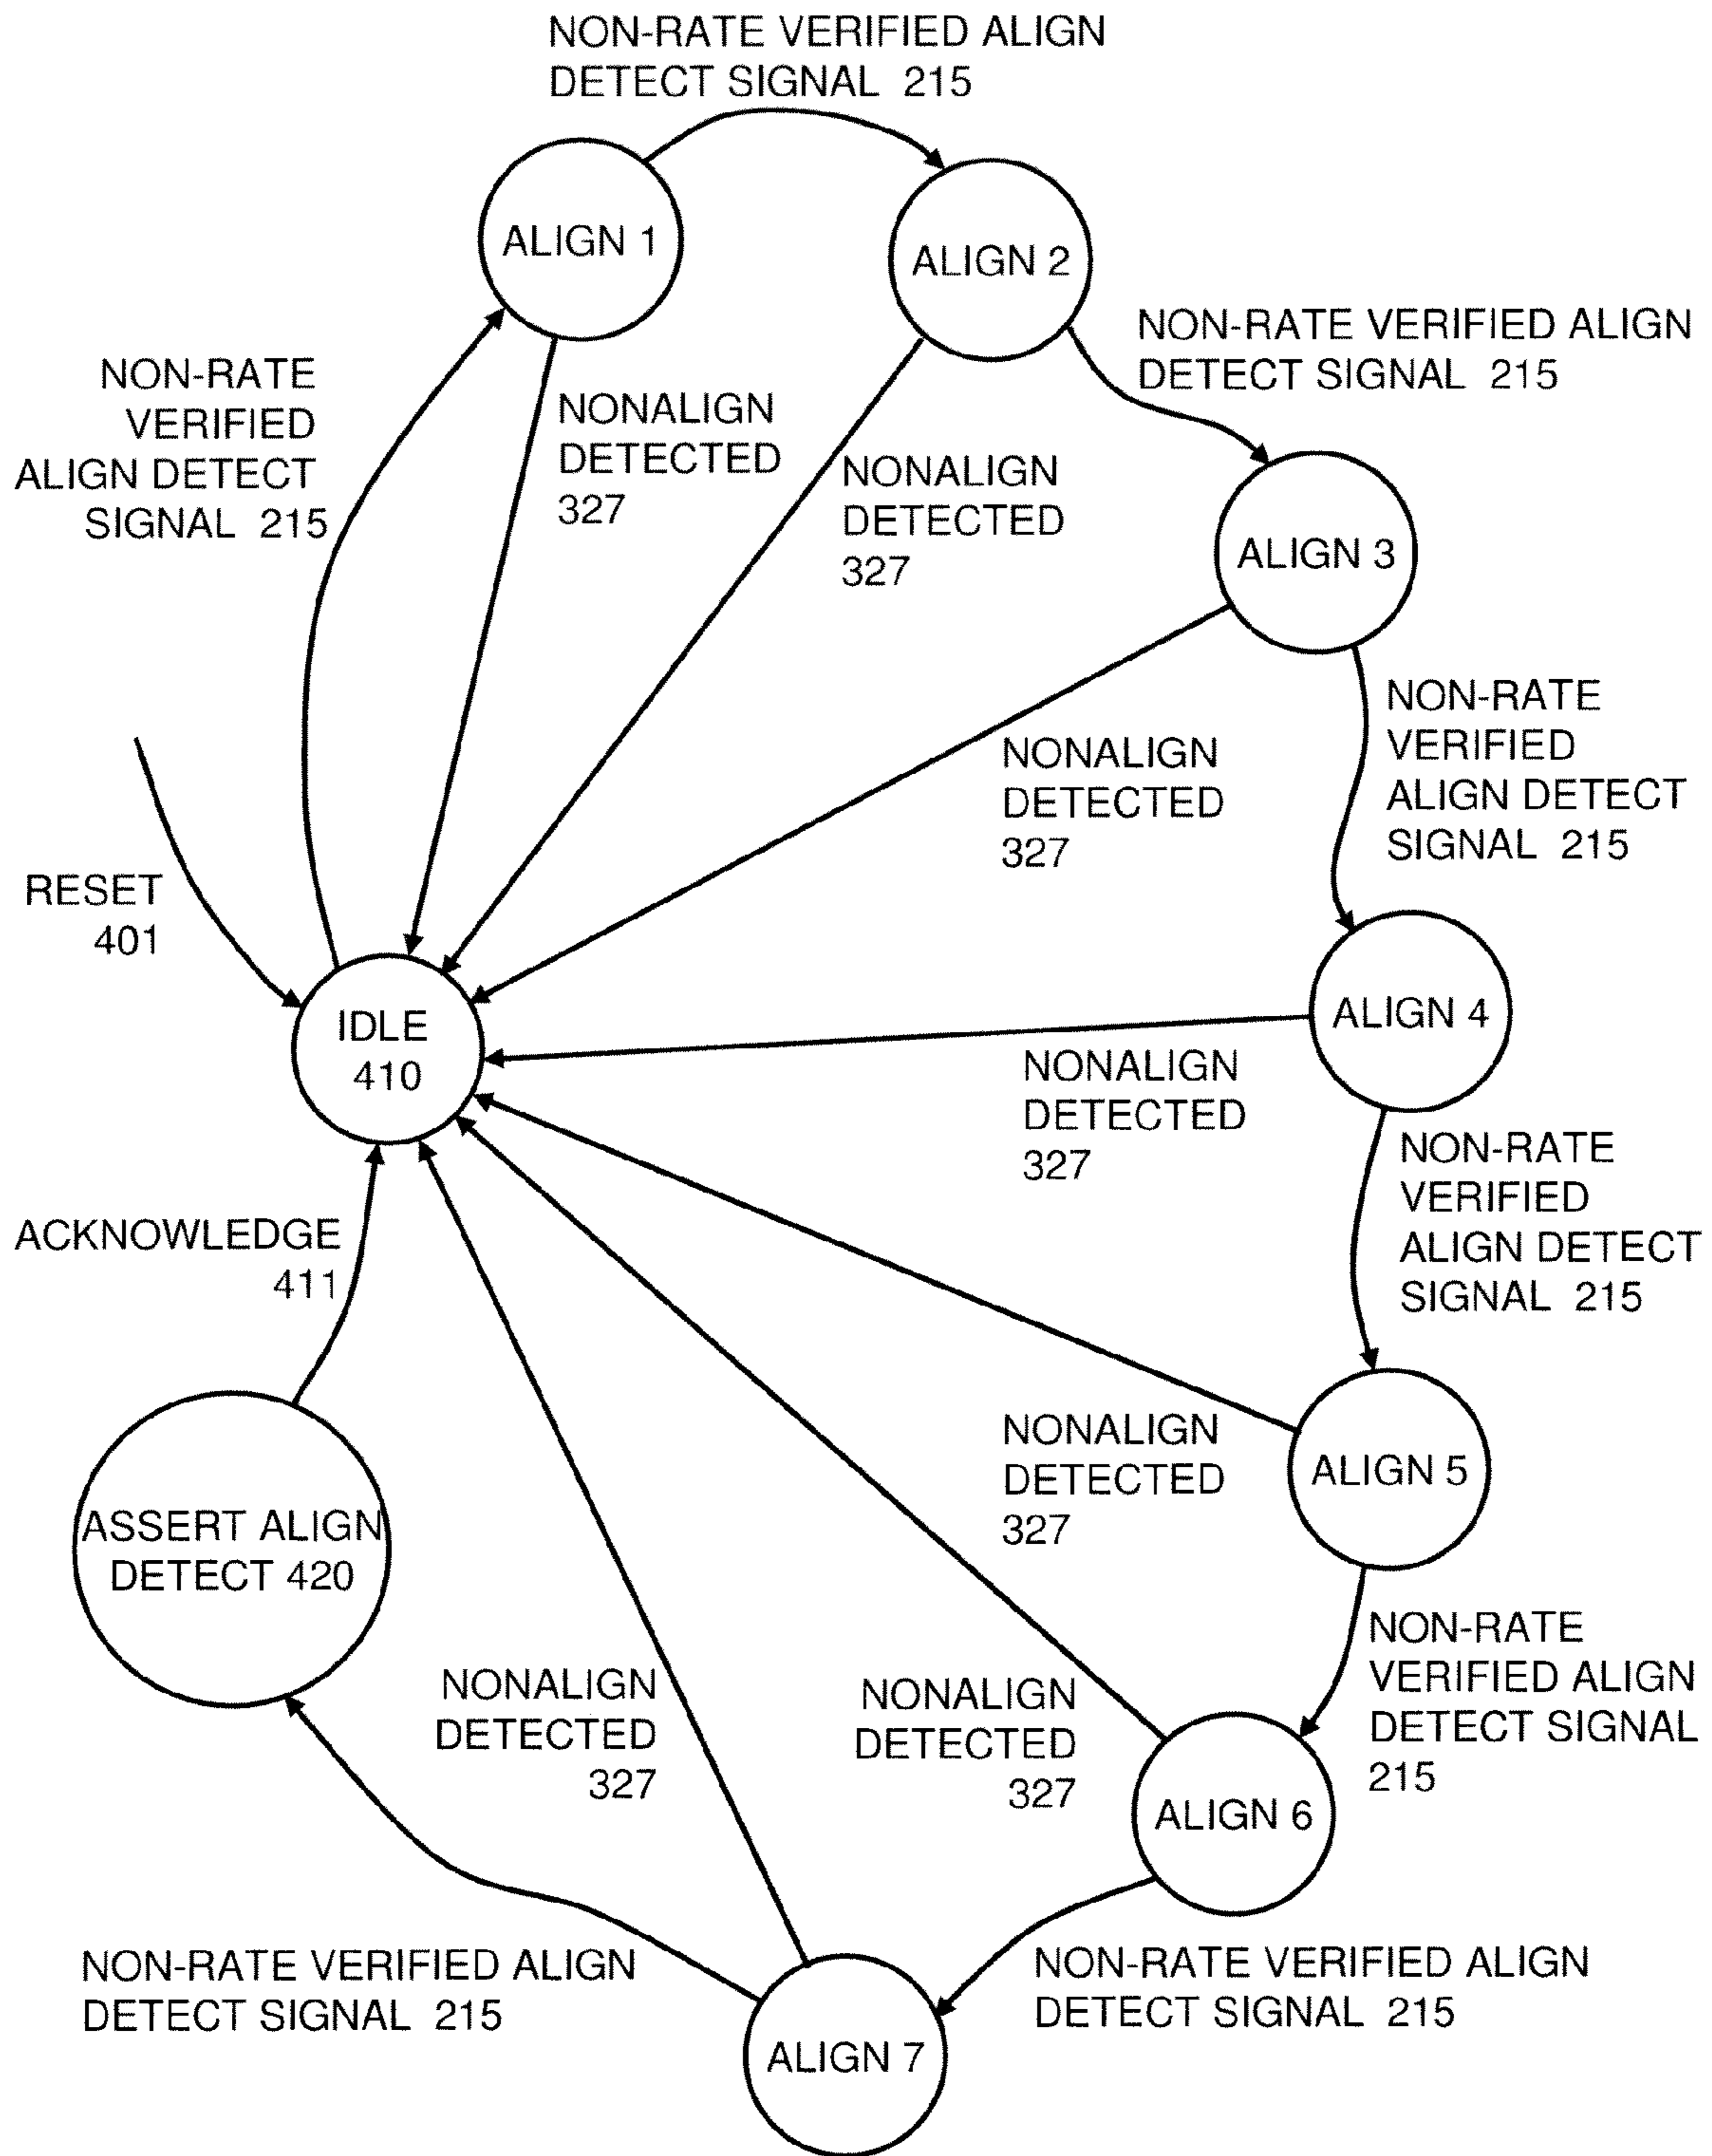 NON-RATE VERIFIED ALIGN
DETECT SIGNAL 215
ALIGN 1
ALIGN 2
NON-RATE VERIFIED ALIGN
DETECT SIGNAL 215
NON-RATE
VERIFIED
ALIGN DETECT
SIGNAL 215
NONALIGN
DETECTED
327
NONALIGN
DETECTED
327
ALIGN 3
NON-RATE
VERIFIED
ALIGN DETECT
SIGNAL 215
NONALIGN
DETECTED
327
RESET
401
IDLE
410
ALIGN 4
NONALIGN
DETECTED
327
NON-RATE
VERIFIED
ALIGN DETECT
SIGNAL 215
ACKNOWLEDGE
411
NONALIGN
DETECTED
327
ALIGN 5
ASSERT ALIGN
DETECT 420
NON-RATE
VERIFIED ALIGN
DETECT SIGNAL
215
NONALIGN
DETECTED
327
NONALIGN
DETECTED
327
ALIGN 6
NON-RATE VERIFIED ALIGN
DETECT SIGNAL 215
NON-RATE VERIFIED ALIGN
DETECT SIGNAL 215
ALIGN 7